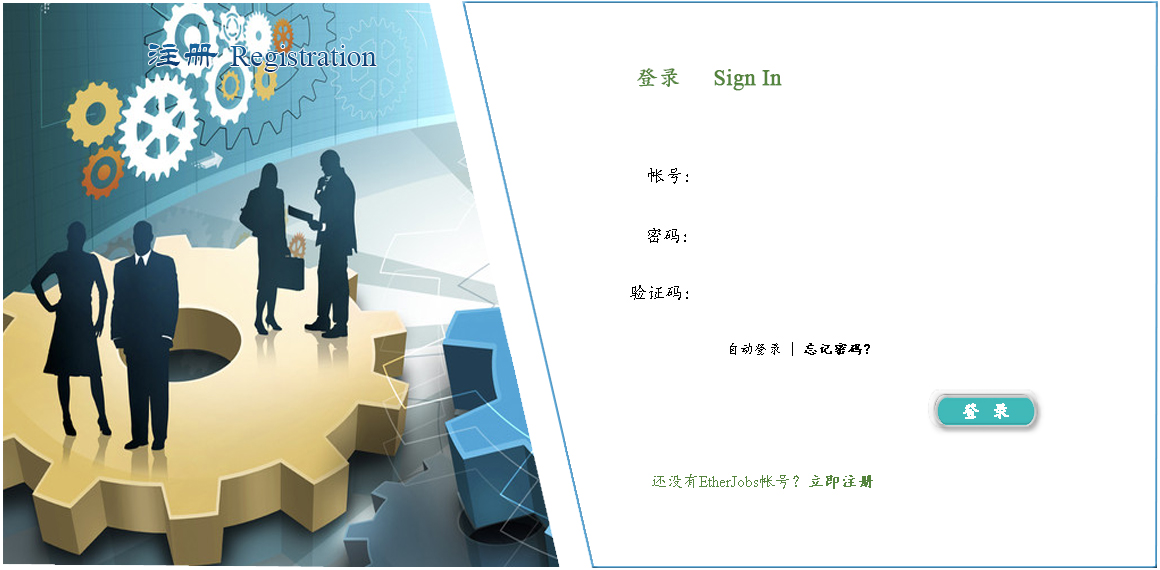 注册 Registration
登录 Sign In
帐号:
密码:
验证码:
自动登录 | 忘记密码?
登 录
还没有EtherJobs帐号? 立即注册